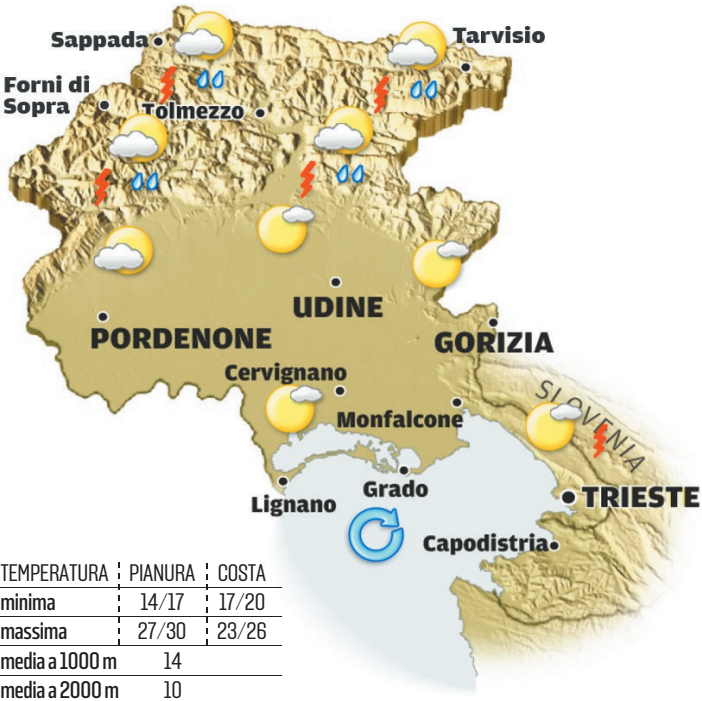 Sappada
Tarvisio
Forni di
Sopra
Tolmezzo
UDINE
PORDENONE
GORIZIA
Cervignano
SLOVENIA
Monfalcone
Grado
Lignano
TRIESTE
Capodistria
TEMPERATURA PIANURA COSTA
minima 14/17 17/20
massima 27/30 23/26
media a 1000 m 14
media a 2000 m 10